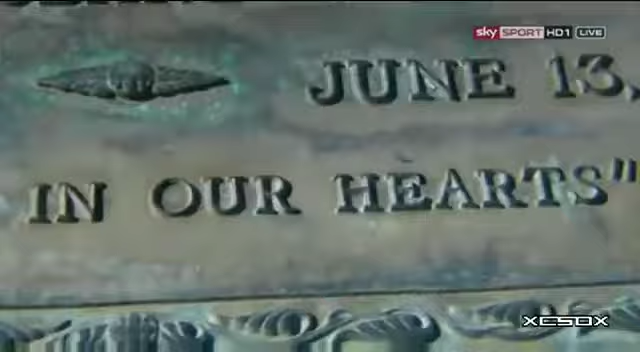 sky SPORT HD1 LIVE
JUNE 13,
IN OUR HEARTS"
XCSOX